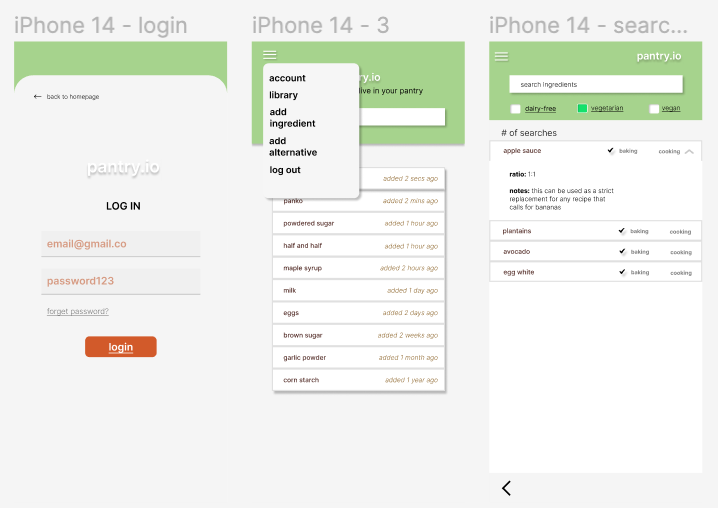 iPhone 14 - login
back to homepage
pantry.io
LOG IN
email@gmail.co
password123
forget password?
login
iPhone 14 - 3
account
library
add
ingredient
add
alternative
log out
live in your pantry
added 2 secs ago
panko added 2 mins ago
powdered sugar added 1 hour ago
half and half added 1 hour ago
maple syrup added 2 hours ago
milk added 1 day ago
eggs added 2 days ago
brown sugar added 2 weeks ago
garlic powder added 1 month ago
corn starch added 1 year ago
iPhone 14 - searc...
pantry.io
search ingredients
dairy-free vegetarian vegan
# of searches
apple sauce baking cooking
ratio: 1:1
notes: this can be used as a strict
replacement for any recipe that
calls for bananas
plantains baking cooking
avocado baking cooking
egg white baking cooking